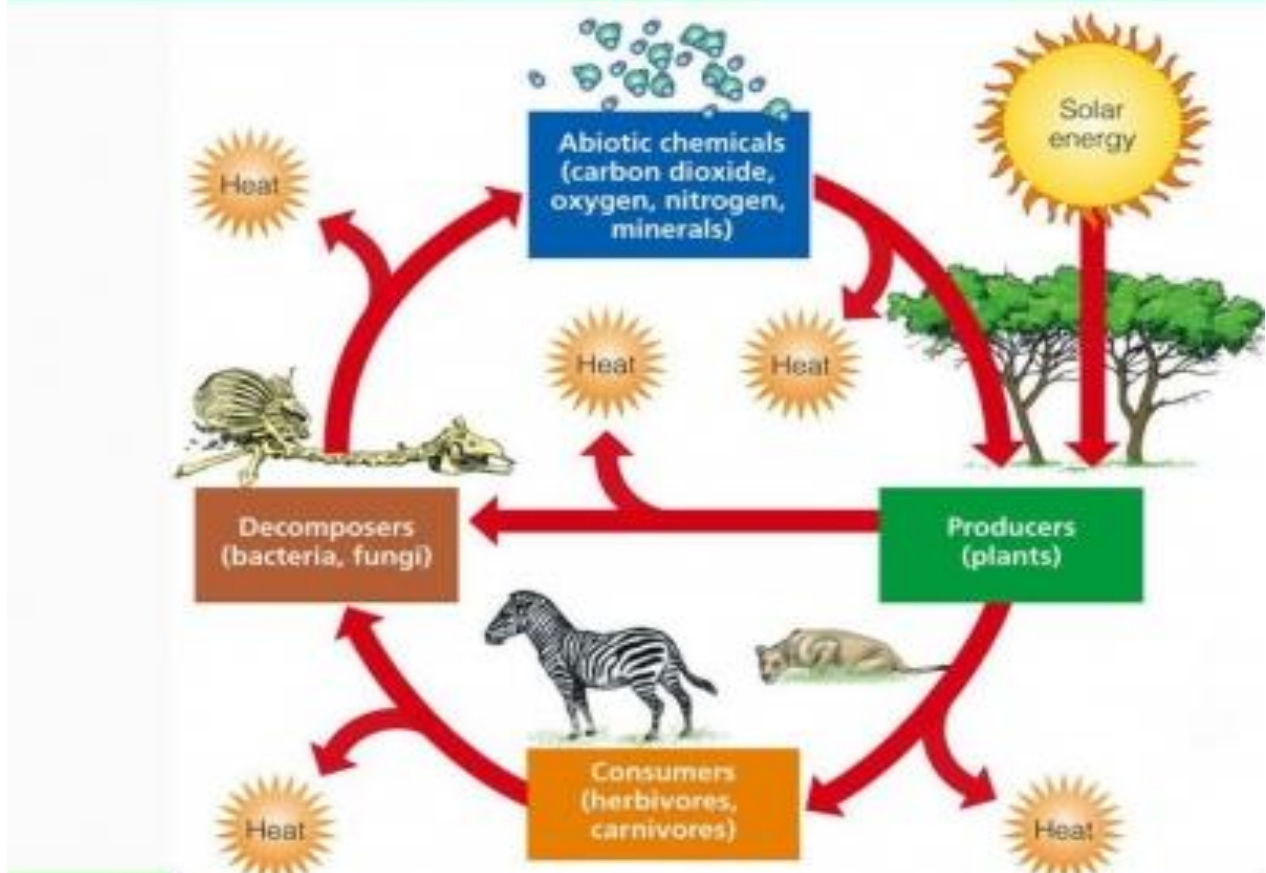 Abiotic chemicals
(carbon dioxide,
oxygen, nitrogen,
minerals)
Solar
energy
Heat
Heat
Heat
Decomposers
(bacteria, fungi)
Producers
(plants)
Consumers
(herbivores,
carnivores)
Heat
Heat